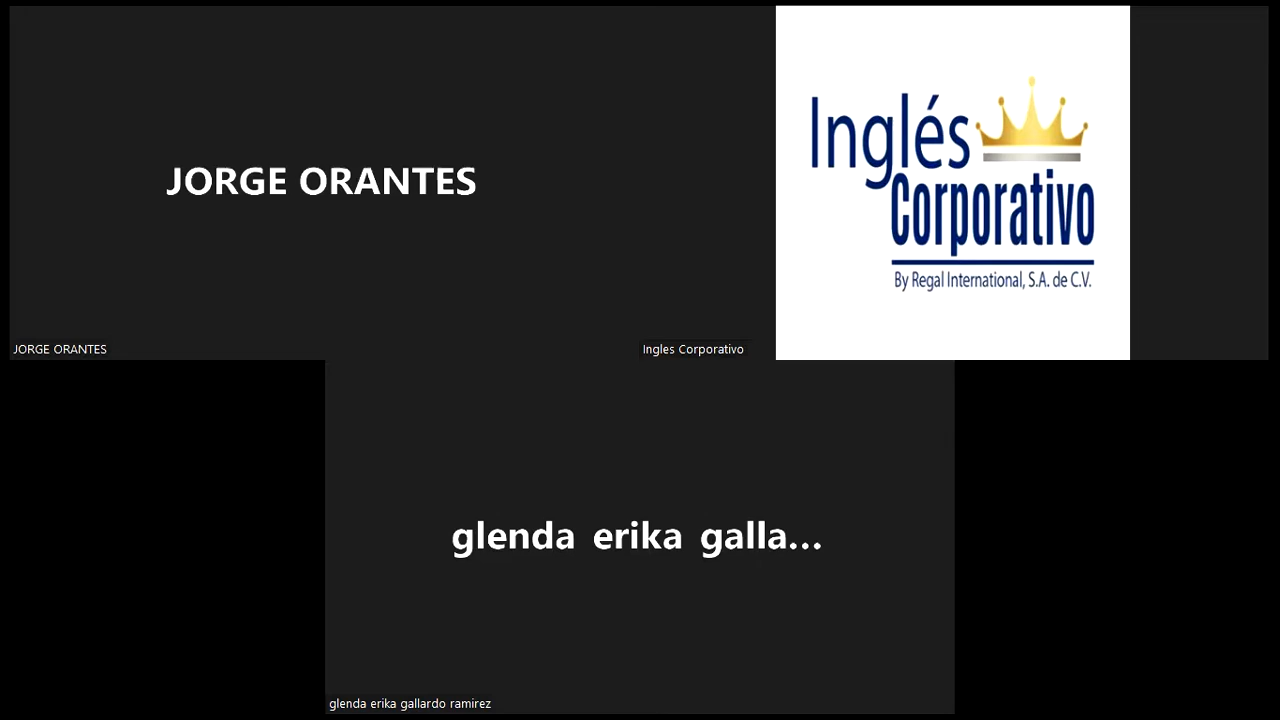 JORGE ORANTES
JORGE ORANTES
Inglés
Corporativo
By Regal International, S.A. de C.V.
Ingles Corporativo
glenda erika galla...
glenda erika gallardo ramirez